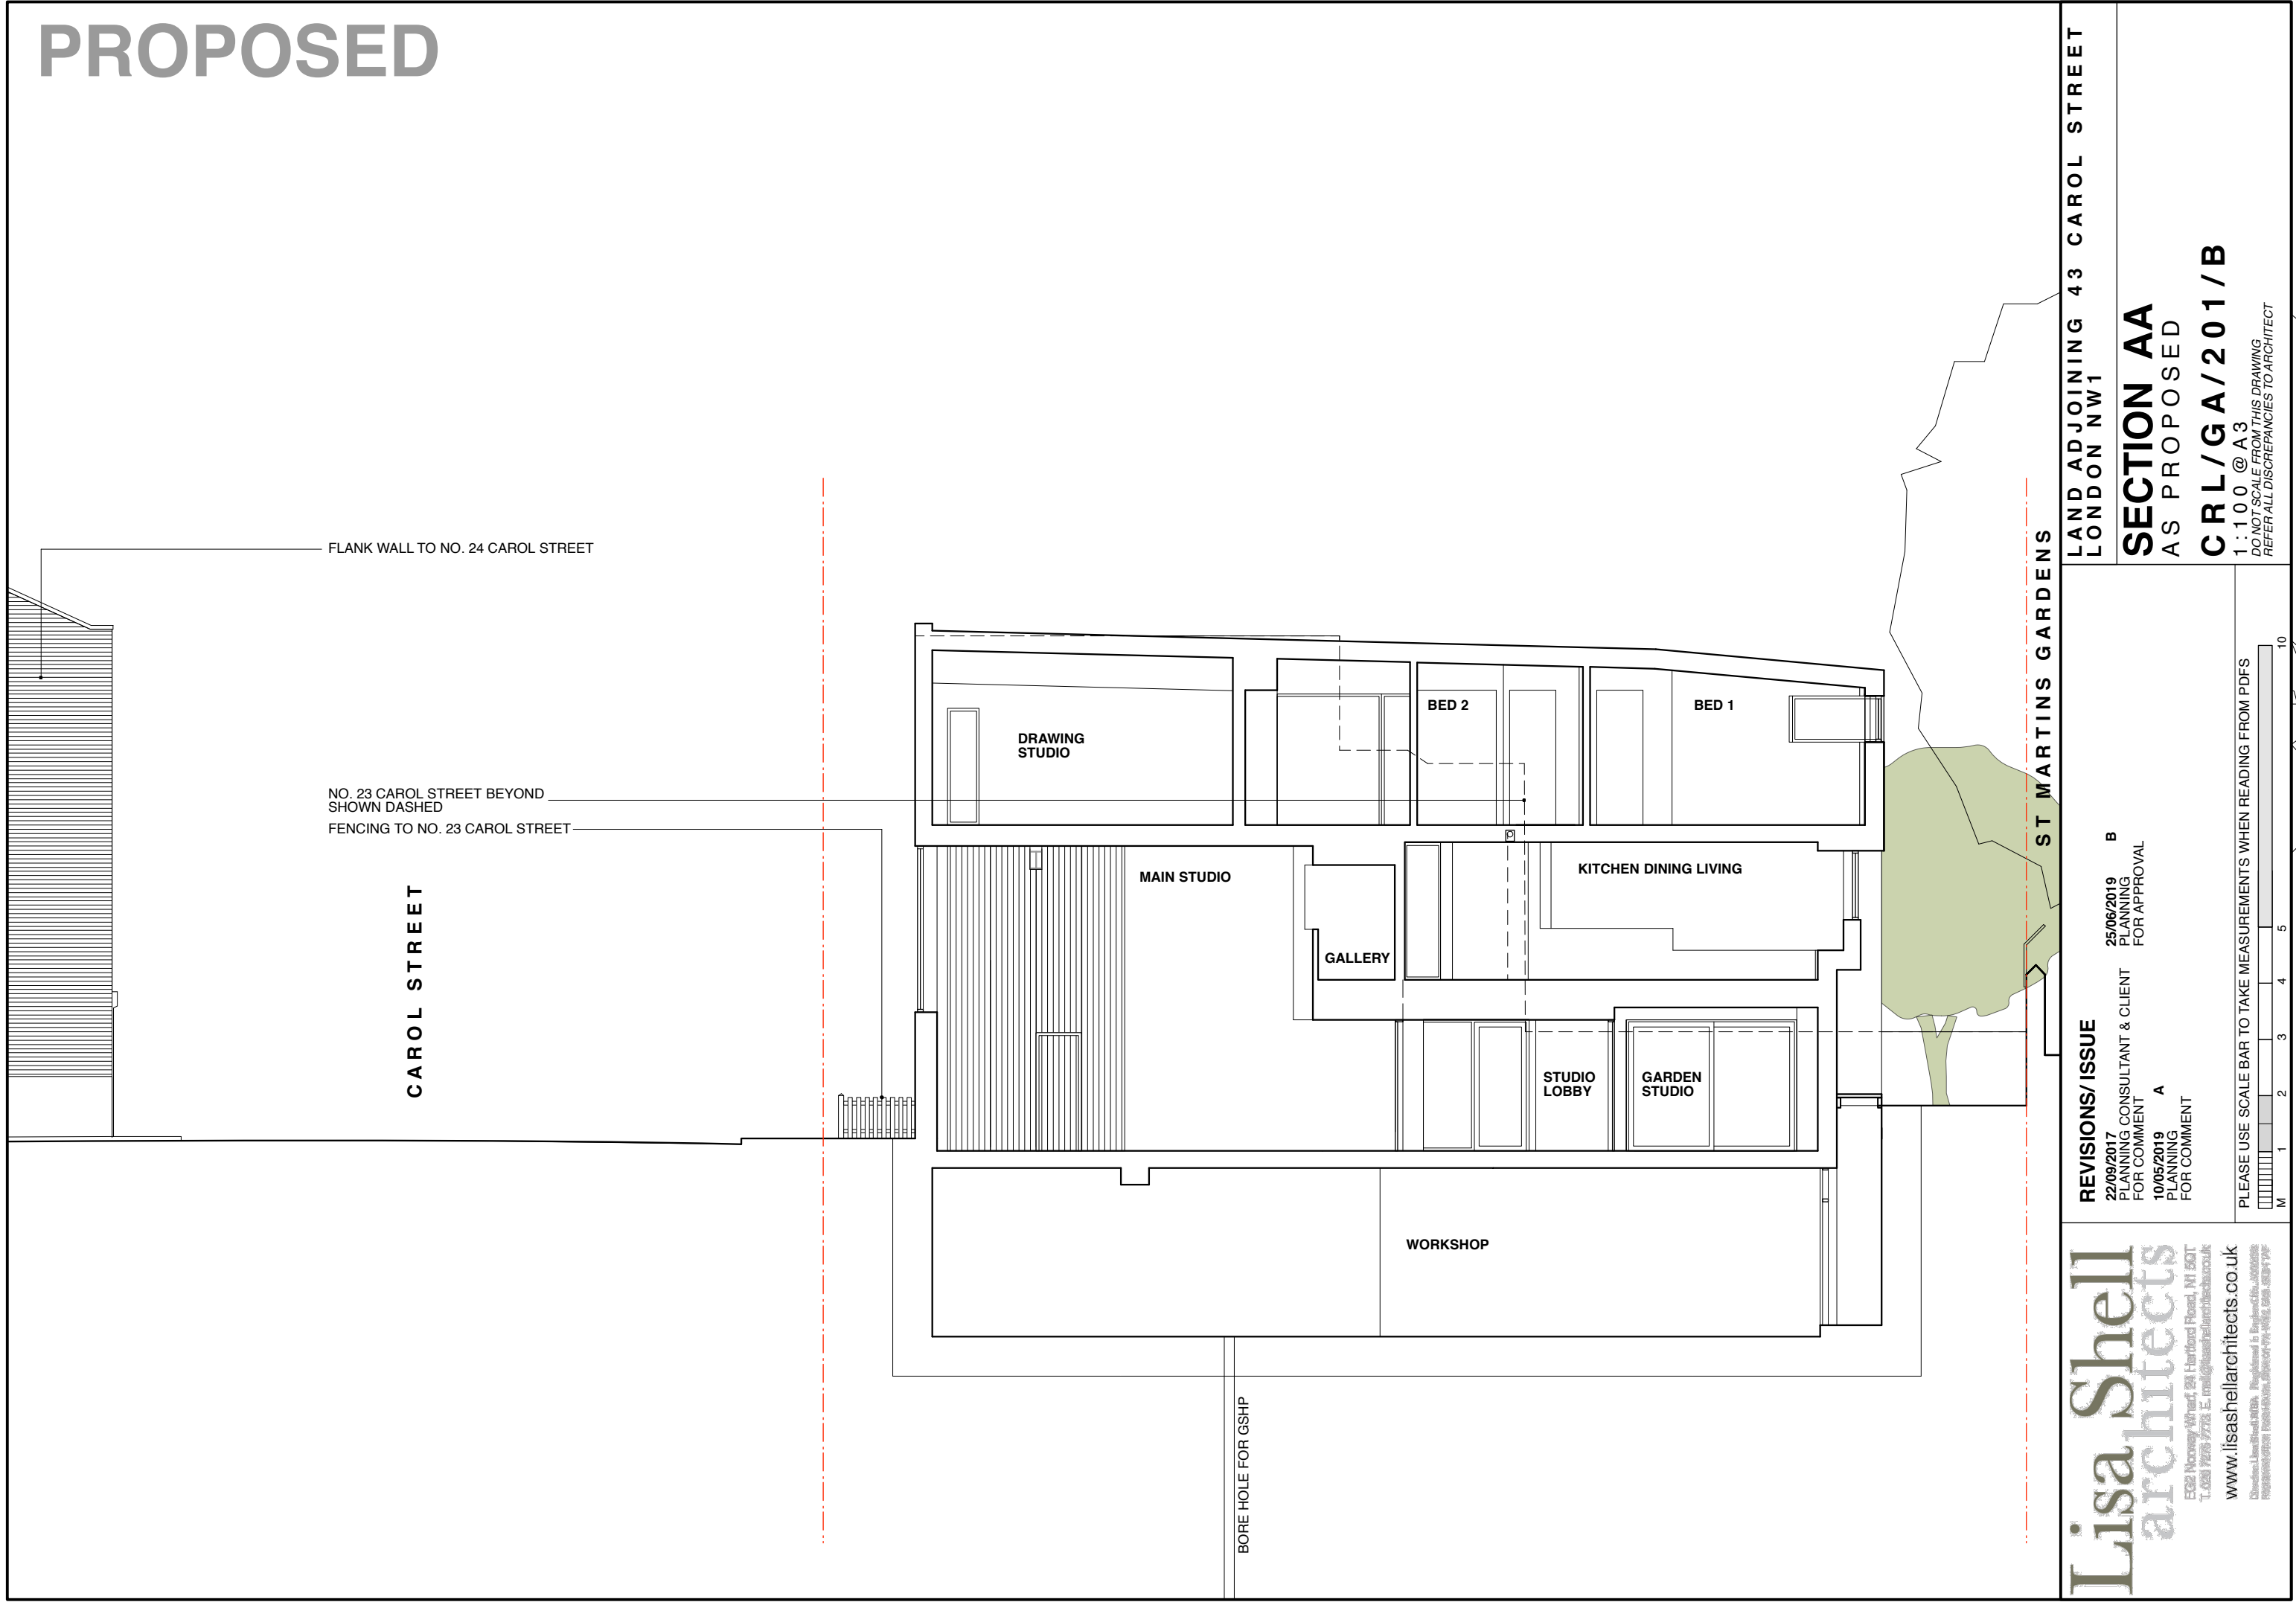 PROPOSED
FLANK WALL TO NO. 24 CAROL STREET
NO. 23 CAROL STREET BEYOND
SHOWN DASHED
FENCING TO NO. 23 CAROL STREET
CAROL STREET
DRAWING
STUDIO
BED 2
BED 1
MAIN STUDIO
GALLERY
KITCHEN DINING LIVING
STUDIO
LOBBY
GARDEN
STUDIO
WORKSHOP
BORE HOLE FOR GSHP
ST MARTINS GARDENS
LAND ADJOINING 43 CAROL STREET
LONDON NW1
SECTION AA
AS PROPOSED
CRL/GA/201/B
1:100 @ A3
DO NOT SCALE FROM THIS DRAWING
REFER ALL DISCREPANCIES TO ARCHITECT
REVISIONS/ ISSUE
22/09/2017
PLANNING CONSULTANT & CLIENT
FOR COMMENT
10/05/2019 A
PLANNING
FOR COMMENT
25/06/2019 B
PLANNING
FOR APPROVAL
PLEASE USE SCALE BAR TO TAKE MEASUREMENTS WHEN READING FROM PDFS
M 1 2 3 4 5 10
Lisa Shell
architects
www.lisashellarchitects.co.uk